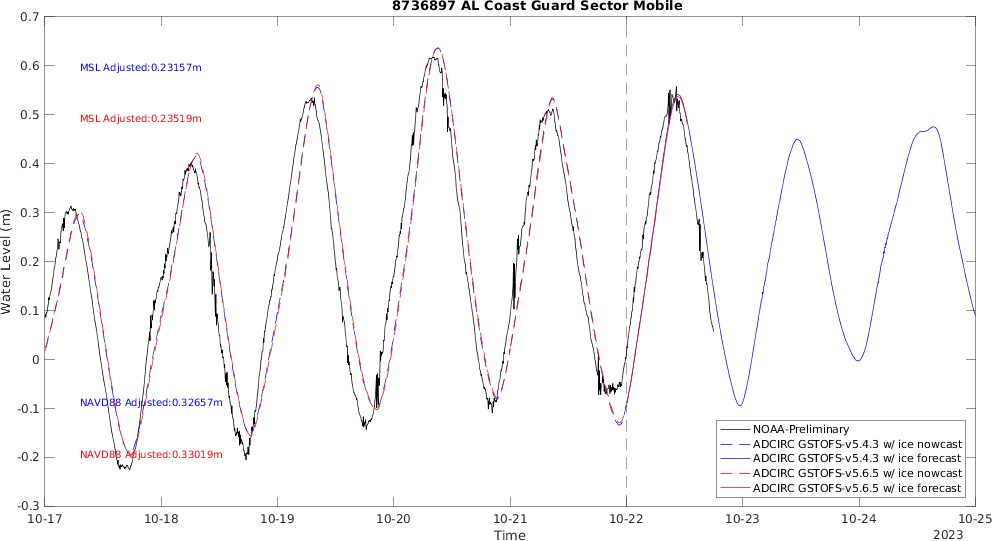 8736897 AL Coast Guard Sector Mobile
0.7
0.6
0.5
0.4
0.3
0.2
0.1
0
-0.1
-0.2
-0.3
Water Level (m)
MSL Adjusted:0.23157m
MSL Adjusted:0.23519m
NAVD88 Adjusted:0.32657m
NAVD88 Adjusted:0.33019m
NOAA-Preliminary
ADCIRC GSTOFS-v5.4.3 w/ ice nowcast
ADCIRC GSTOFS-v5.4.3 w/ ice forecast
ADCIRC GSTOFS-v5.6.5 w/ ice nowcast
ADCIRC GSTOFS-v5.6.5 w/ ice forecast
10-17 10-18 10-19 10-20 10-21 10-22 10-23 10-24 10-25
Time
2023